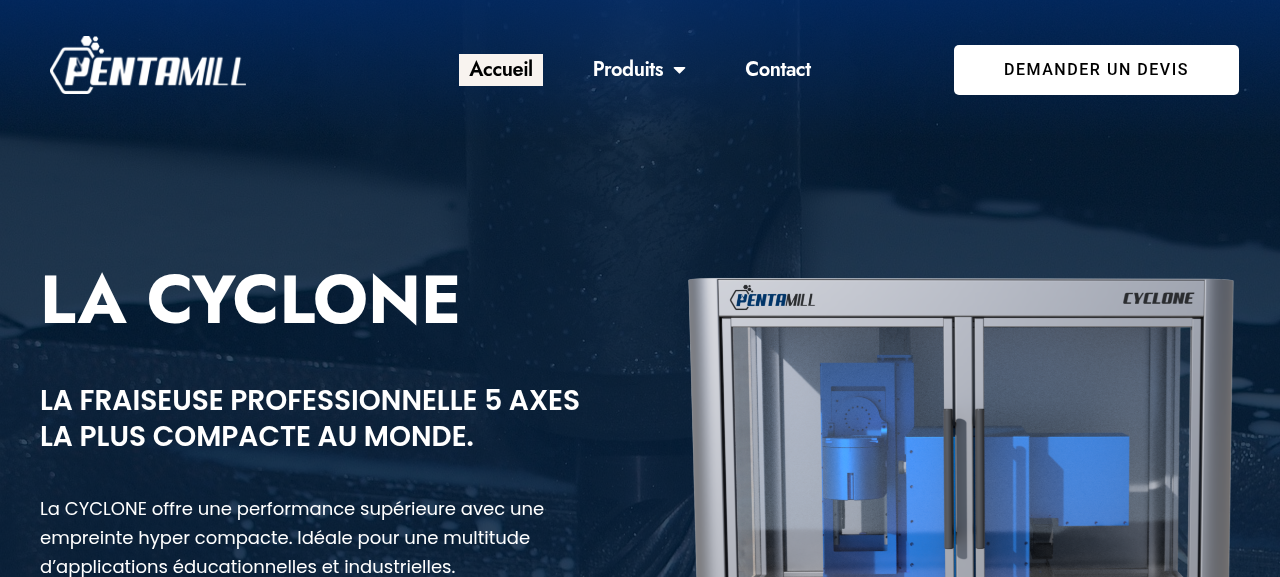 PENTAMILL
Accueil
Produits
Contact
DEMANDER UN DEVIS
LA CYCLONE
PENTAMILL
CYCLONE
LA FRAISEUSE PROFESSIONNELLE 5 AXES
LA PLUS COMPACTE AU MONDE.
La CYCLONE offre une performance supérieure avec une
empreinte hyper compacte. Idéale pour une multitude
d’applications éducationnelles et industrielles.